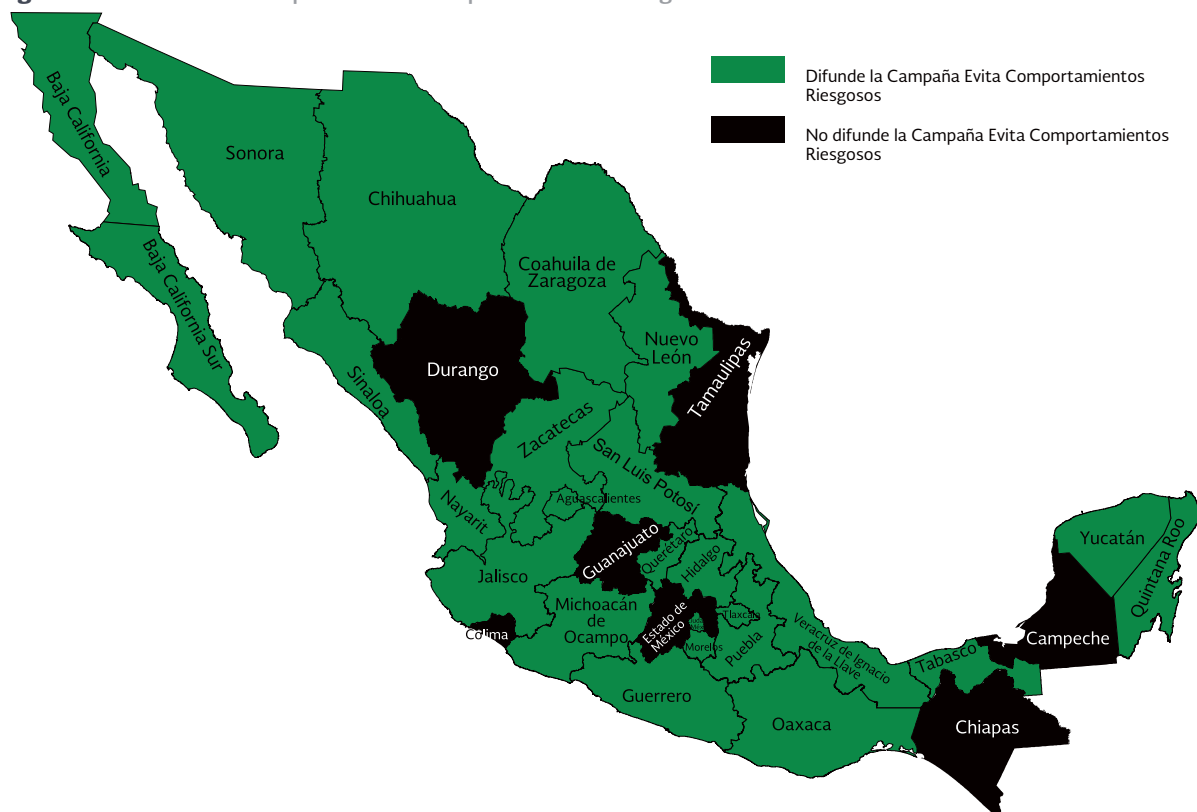 Difunde la Campaña Evita Comportamientos
Riesgosos
No difunde la Campaña Evita Comportamientos
Riesgosos
Baja California
Sonora
Chihuahua
Coahuila de
Zaragoza
Baja California Sur
Nuevo
León
Tamaulipas
Durango
Sinaloa
Zacatecas
San Luis Potosí
Aguascalientes
Nayarit
Guanajuato
Querétaro
Hidalgo
Yucatán
Quintana Roo
Jalisco
Michoacán
de
Ocampo
Estado de
México
Tlaxcala
Colima
Morelos
Puebla
Veracruz de Ignacio
de la Llave
Tabasco
Campeche
Guerrero
Oaxaca
Chiapas